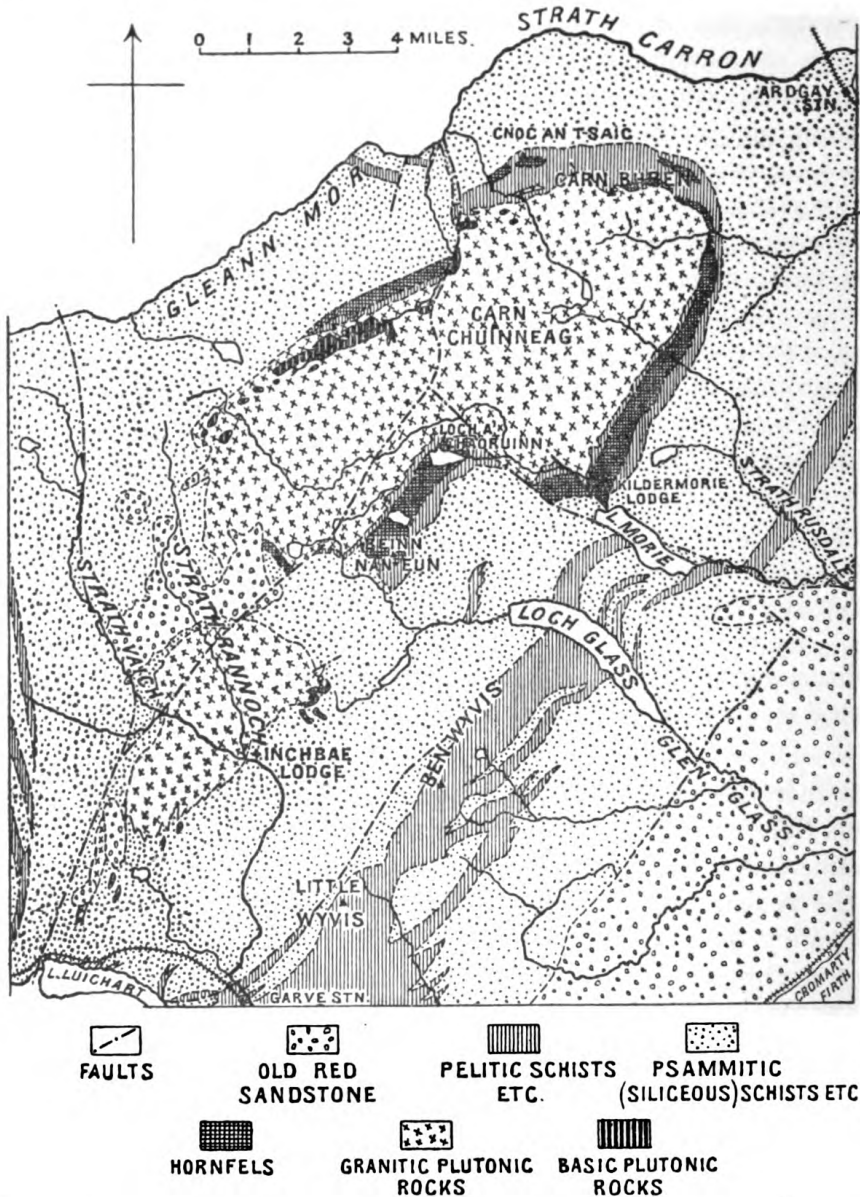 STRATH CARRON
0 1 2 3 4 MILES.
ARDGAY
STN.
CNOC AN T-SAIC
CARN BHREN
GLEANN MOR
CARN
CHUINNEAG
LOCH A'
KILDERMORIE
LODGE
STRATH RUSDALE
L. MORIE
BEINN
NAN-EUN
STRATH VAICH
STRATH RANNOCH
LOCH GLASS
GLEN GLASS
BEN WYVIS
INCHBAE
LODGE
LITTLE
WYVIS
L. LUICHART
GARVE STN.
CROMARTY
FIRTH
FAULTS
OLD RED
SANDSTONE
PELITIC SCHISTS
ETC.
PSAMMITIC
(SILICEOUS) SCHISTS ETC
HORNFELS
GRANITIC PLUTONIC
ROCKS
BASIC PLUTONIC
ROCKS